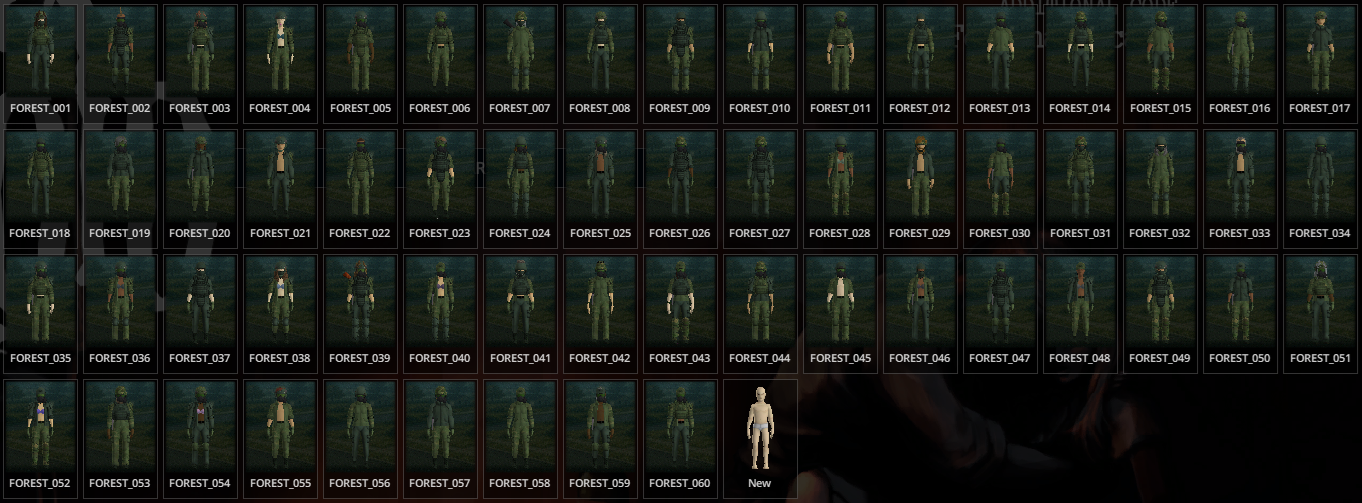 ADDITIONAL CODE
FOREST_001 FOREST_002 FOREST_003 FOREST_004 FOREST_005 FOREST_006 FOREST_007 FOREST_008 FOREST_009 FOREST_010 FOREST_011 FOREST_012 FOREST_013 FOREST_014 FOREST_015 FOREST_016 FOREST_017
FOREST_018 FOREST_019 FOREST_020 FOREST_021 FOREST_022 FOREST_023 FOREST_024 FOREST_025 FOREST_026 FOREST_027 FOREST_028 FOREST_029 FOREST_030 FOREST_031 FOREST_032 FOREST_033 FOREST_034
FOREST_035 FOREST_036 FOREST_037 FOREST_038 FOREST_039 FOREST_040 FOREST_041 FOREST_042 FOREST_043 FOREST_044 FOREST_045 FOREST_046 FOREST_047 FOREST_048 FOREST_049 FOREST_050 FOREST_051
FOREST_052 FOREST_053 FOREST_054 FOREST_055 FOREST_056 FOREST_057 FOREST_058 FOREST_059 FOREST_060 New